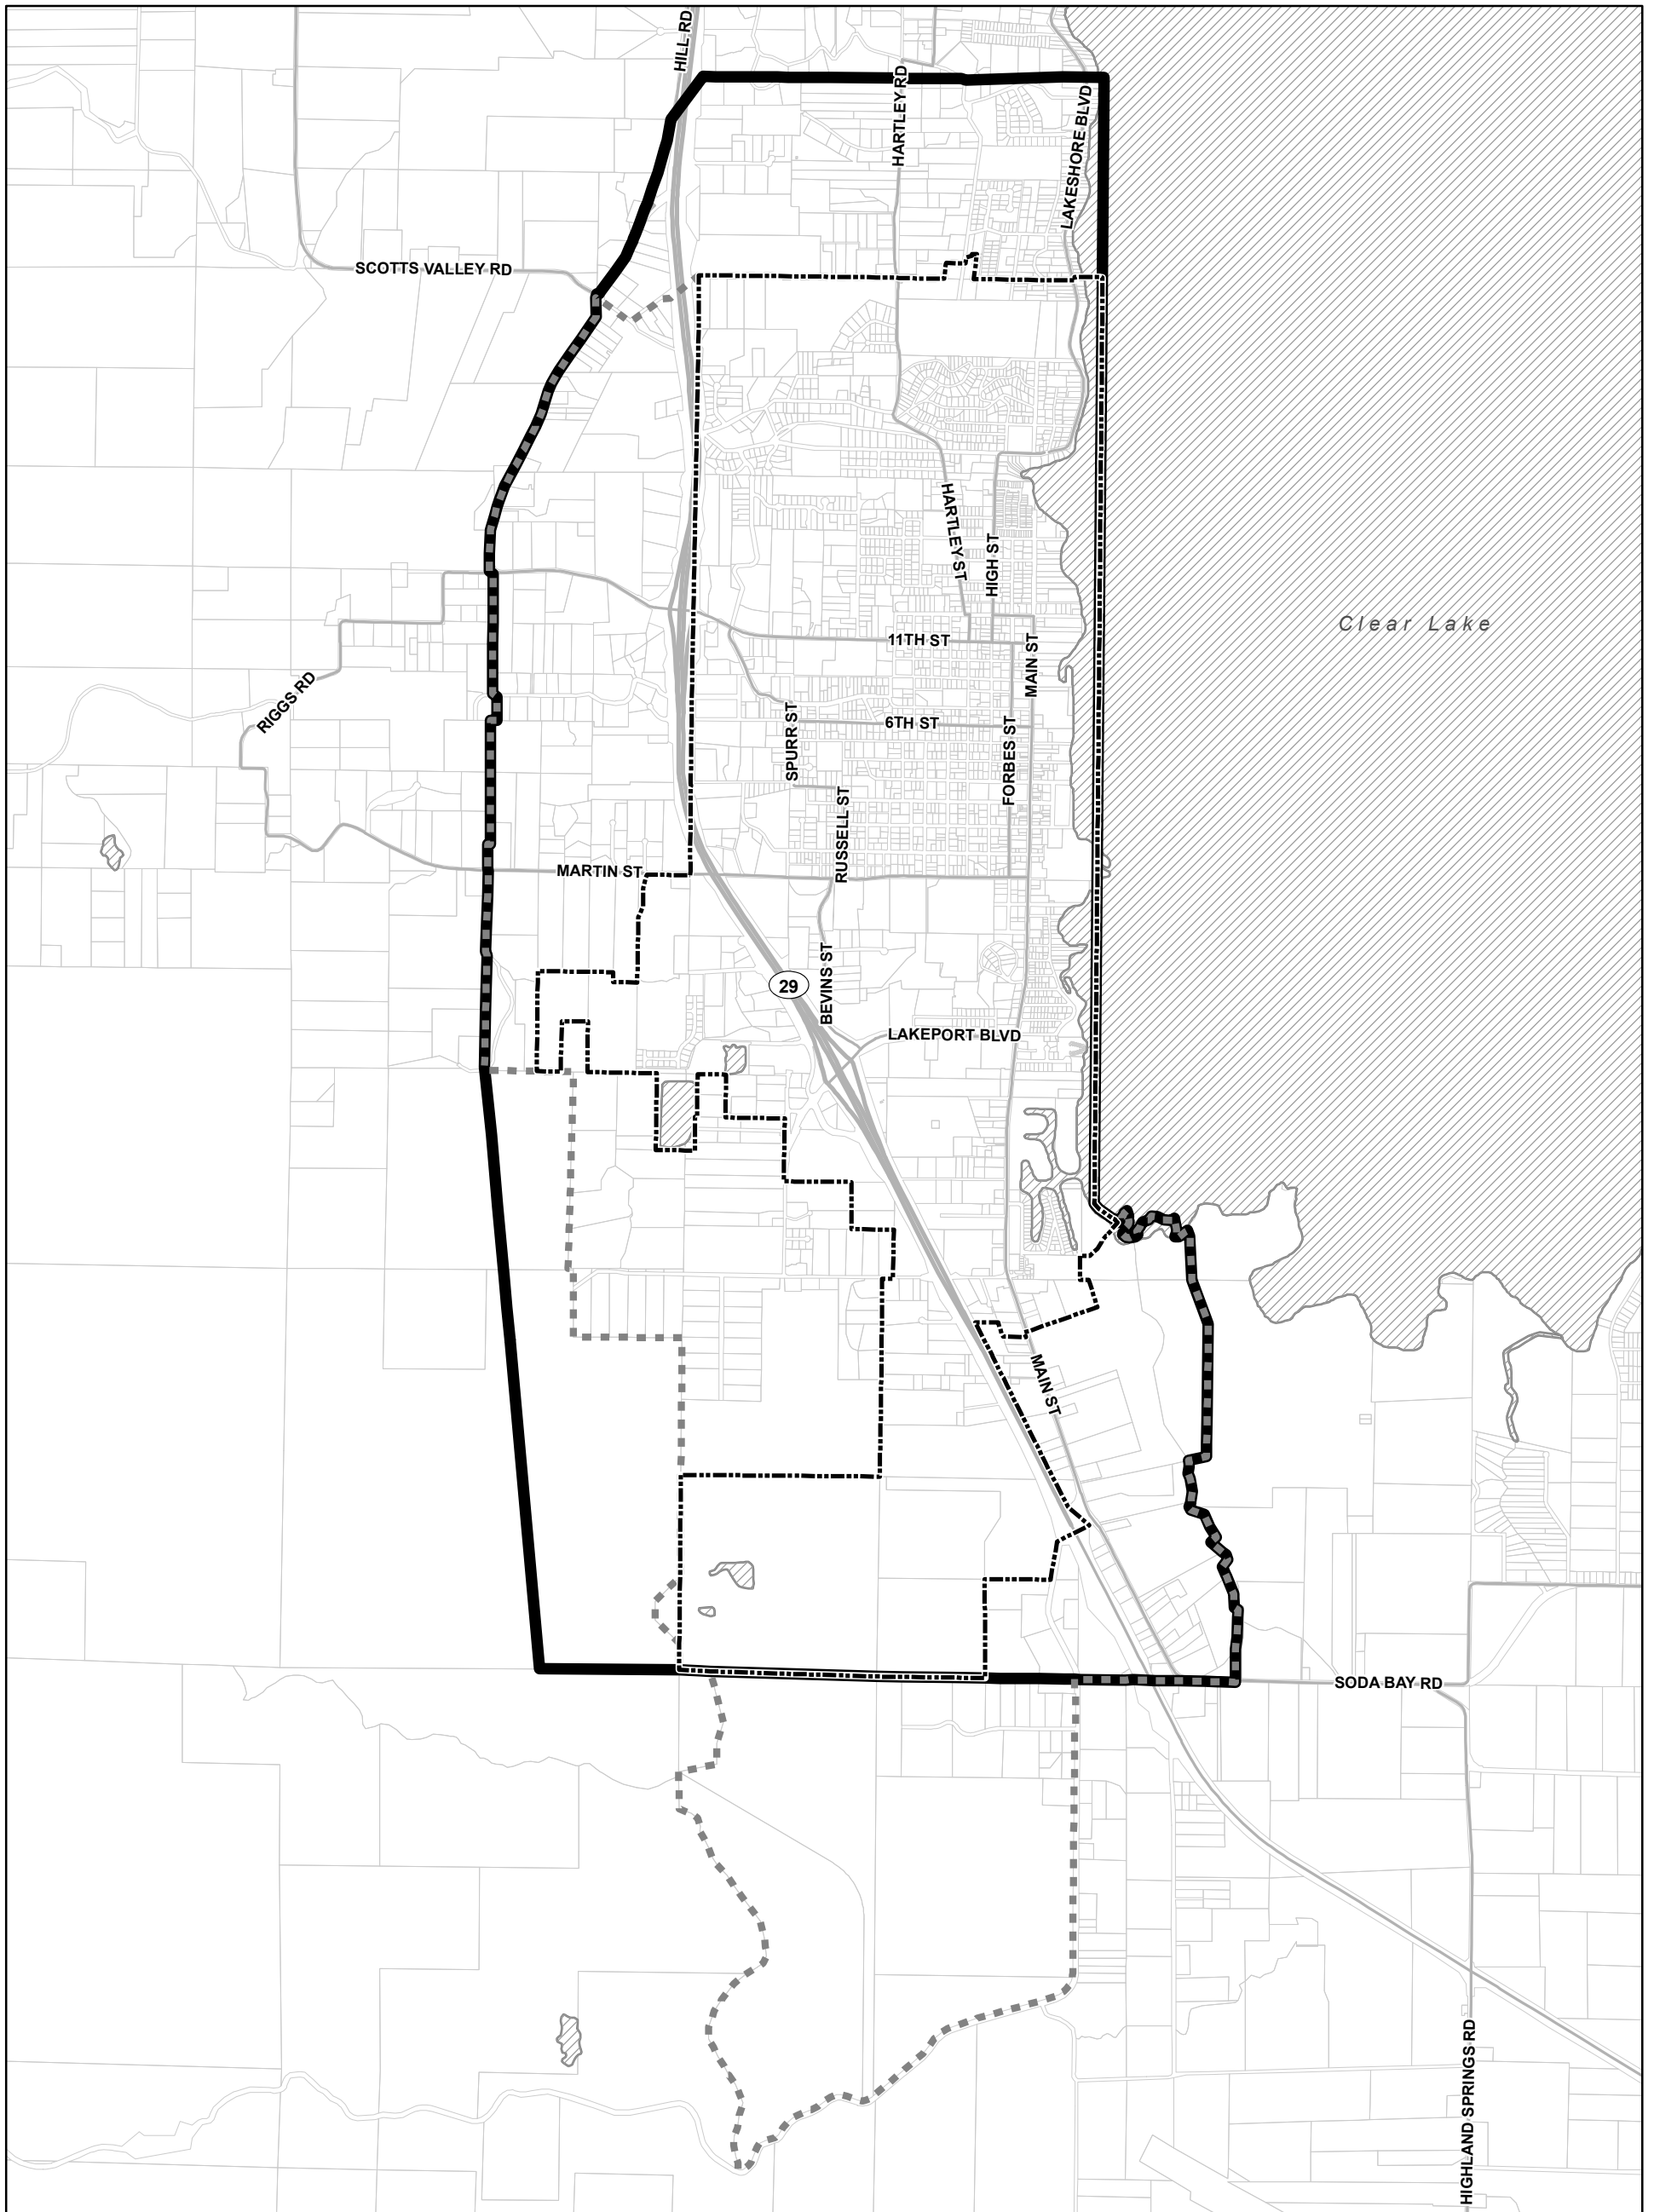 HILL RD
HARTLEY RD
LAKESHORE BLVD
SCOTTS VALLEY RD
HARTLEY ST
HIGH ST
Clear Lake
11TH ST
MAIN ST
RIGGS RD
SPURR ST
6TH ST
FORBES ST
RUSSELL ST
MARTIN ST
29
BEVINS ST
LAKEPORT BLVD
MAIN ST
SODA BAY RD
HIGHLAND SPRINGS RD